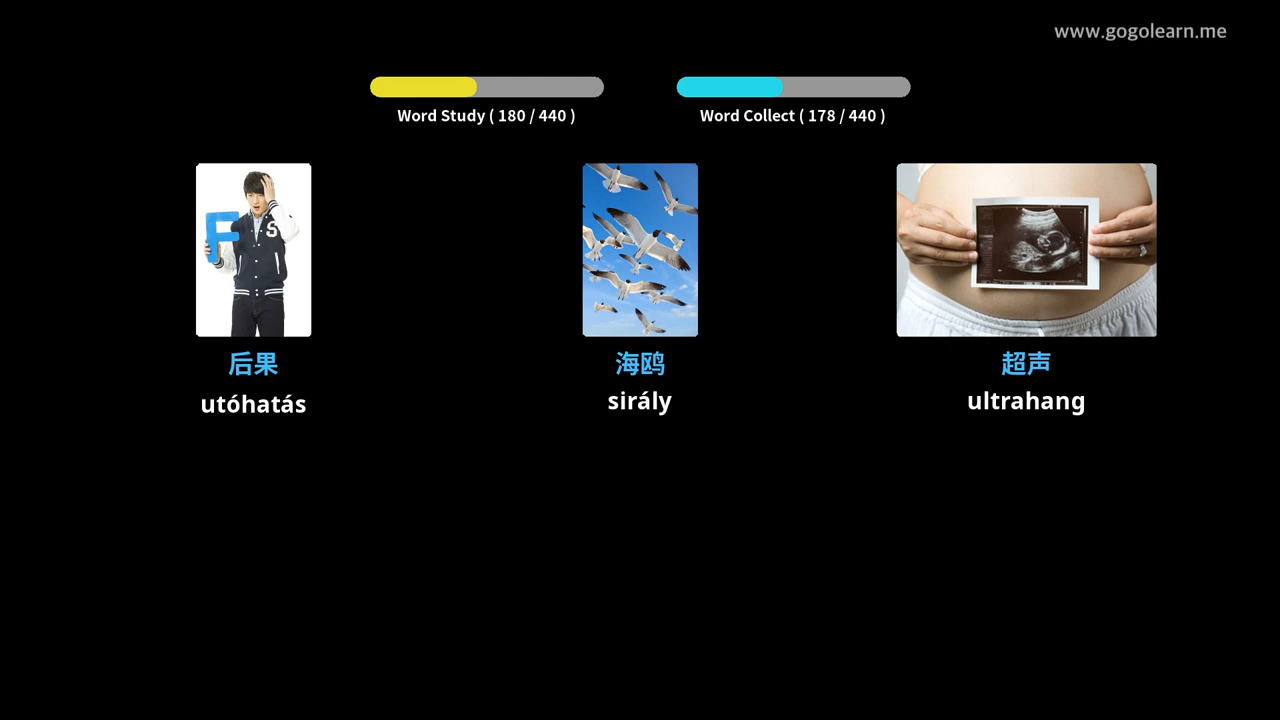 www.gogolearn.me
Word Study ( 180 / 440 )
Word Collect ( 178 / 440 )
F
S
后果
海鸥
超声
utóhatás
sirály
ultrahang